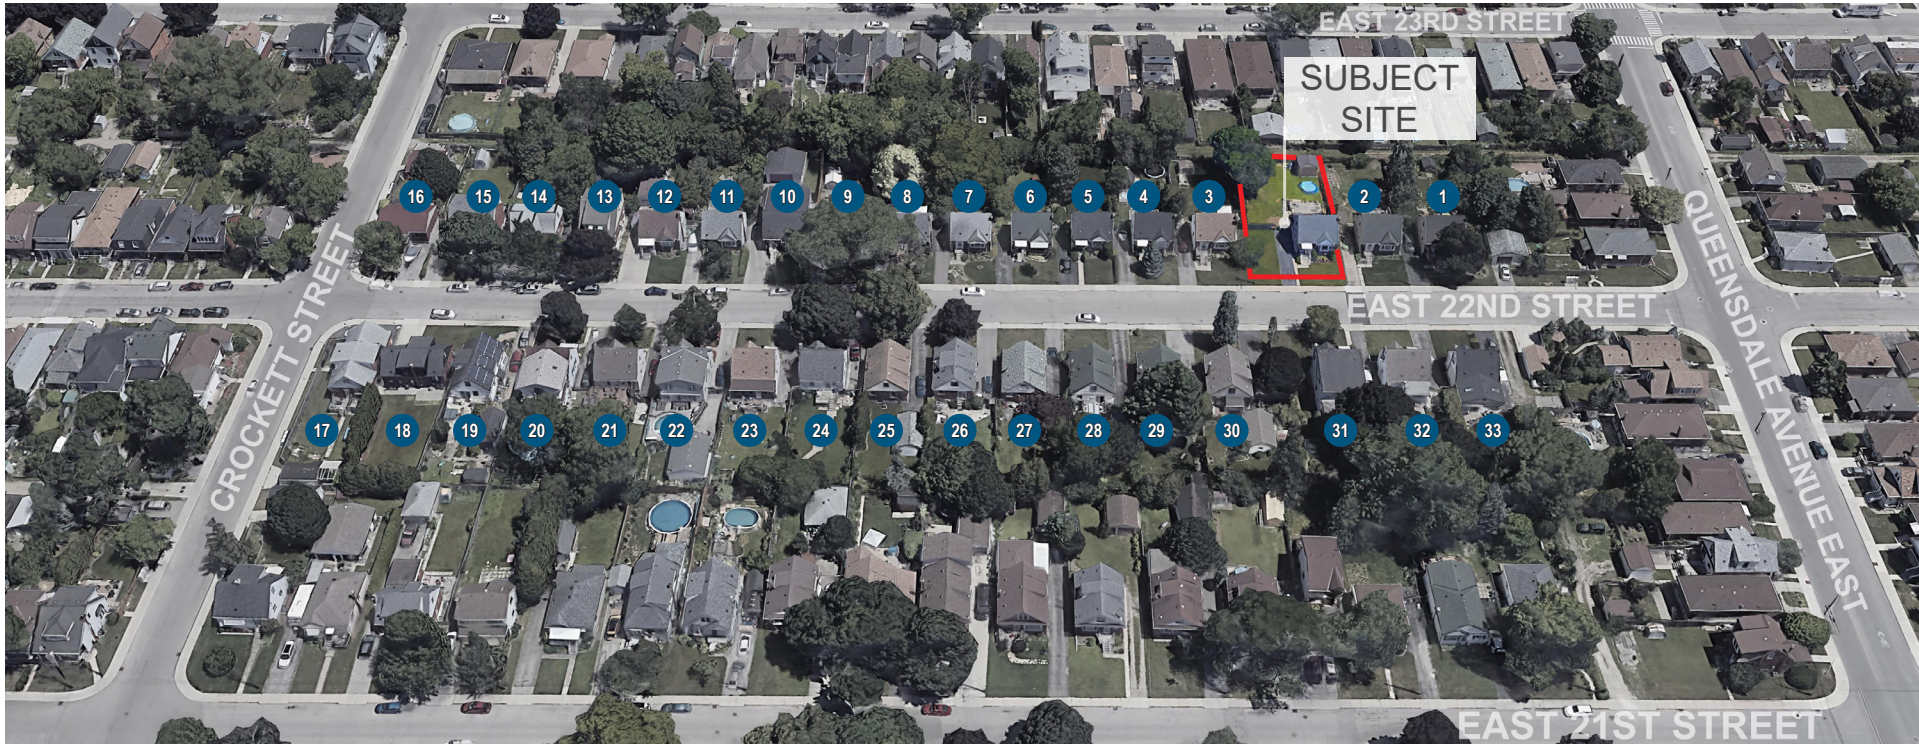 EAST 23RD STREET
SUBJECT
SITE
16 15 14 13 12 11 10 9 8 7 6 5 4 3 2 1
CROCKETT STREET
QUEENSDALE AVENUE EAST
EAST 22ND STREET
17 18 19 20 21 22 23 24 25 26 27 28 29 30 31 32 33
EAST 21ST STREET